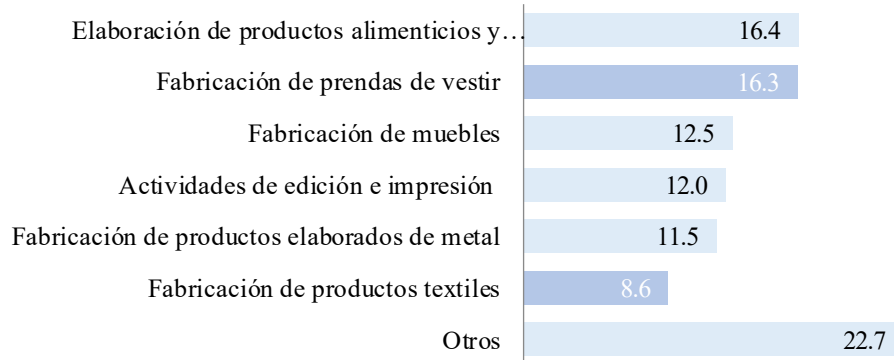 Elaboración de productos alimenticios y… 16.4
Fabricación de prendas de vestir 16.3
Fabricación de muebles 12.5
Actividades de edición e impresión 12.0
Fabricación de productos elaborados de metal 11.5
Fabricación de productos textiles 8.6
Otros 22.7